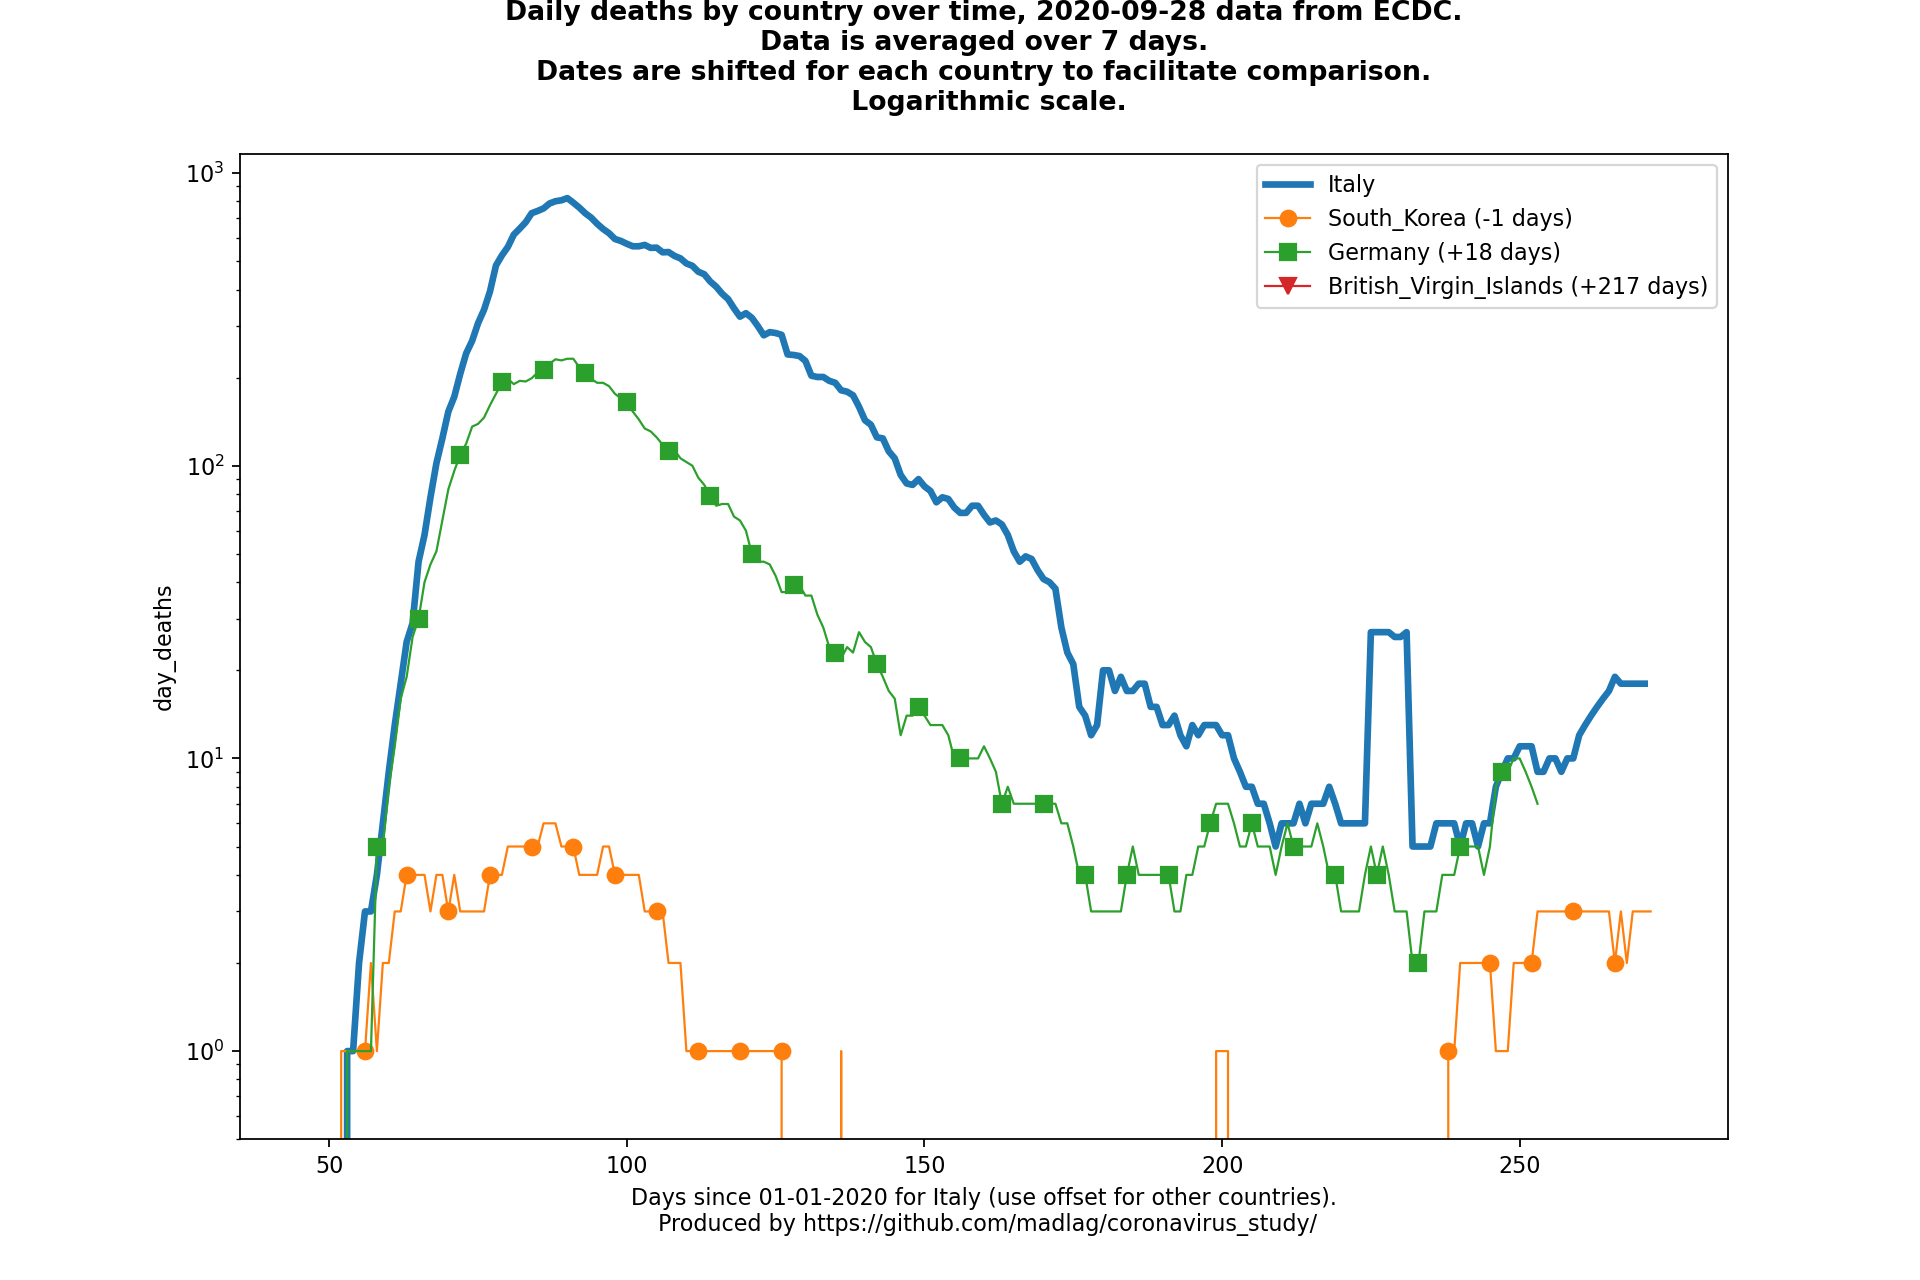 Daily deaths by country over time, 2020-09-28 data from ECDC.
Data is averaged over 7 days.
Dates are shifted for each country to facilitate comparison.
Logarithmic scale.
10³
10²
10¹
10⁰
day_deaths
Italy
South_Korea (-1 days)
Germany (+18 days)
British_Virgin_Islands (+217 days)
50 100 150 200 250
Days since 01-01-2020 for Italy (use offset for other countries).
Produced by https://github.com/madlag/coronavirus_study/